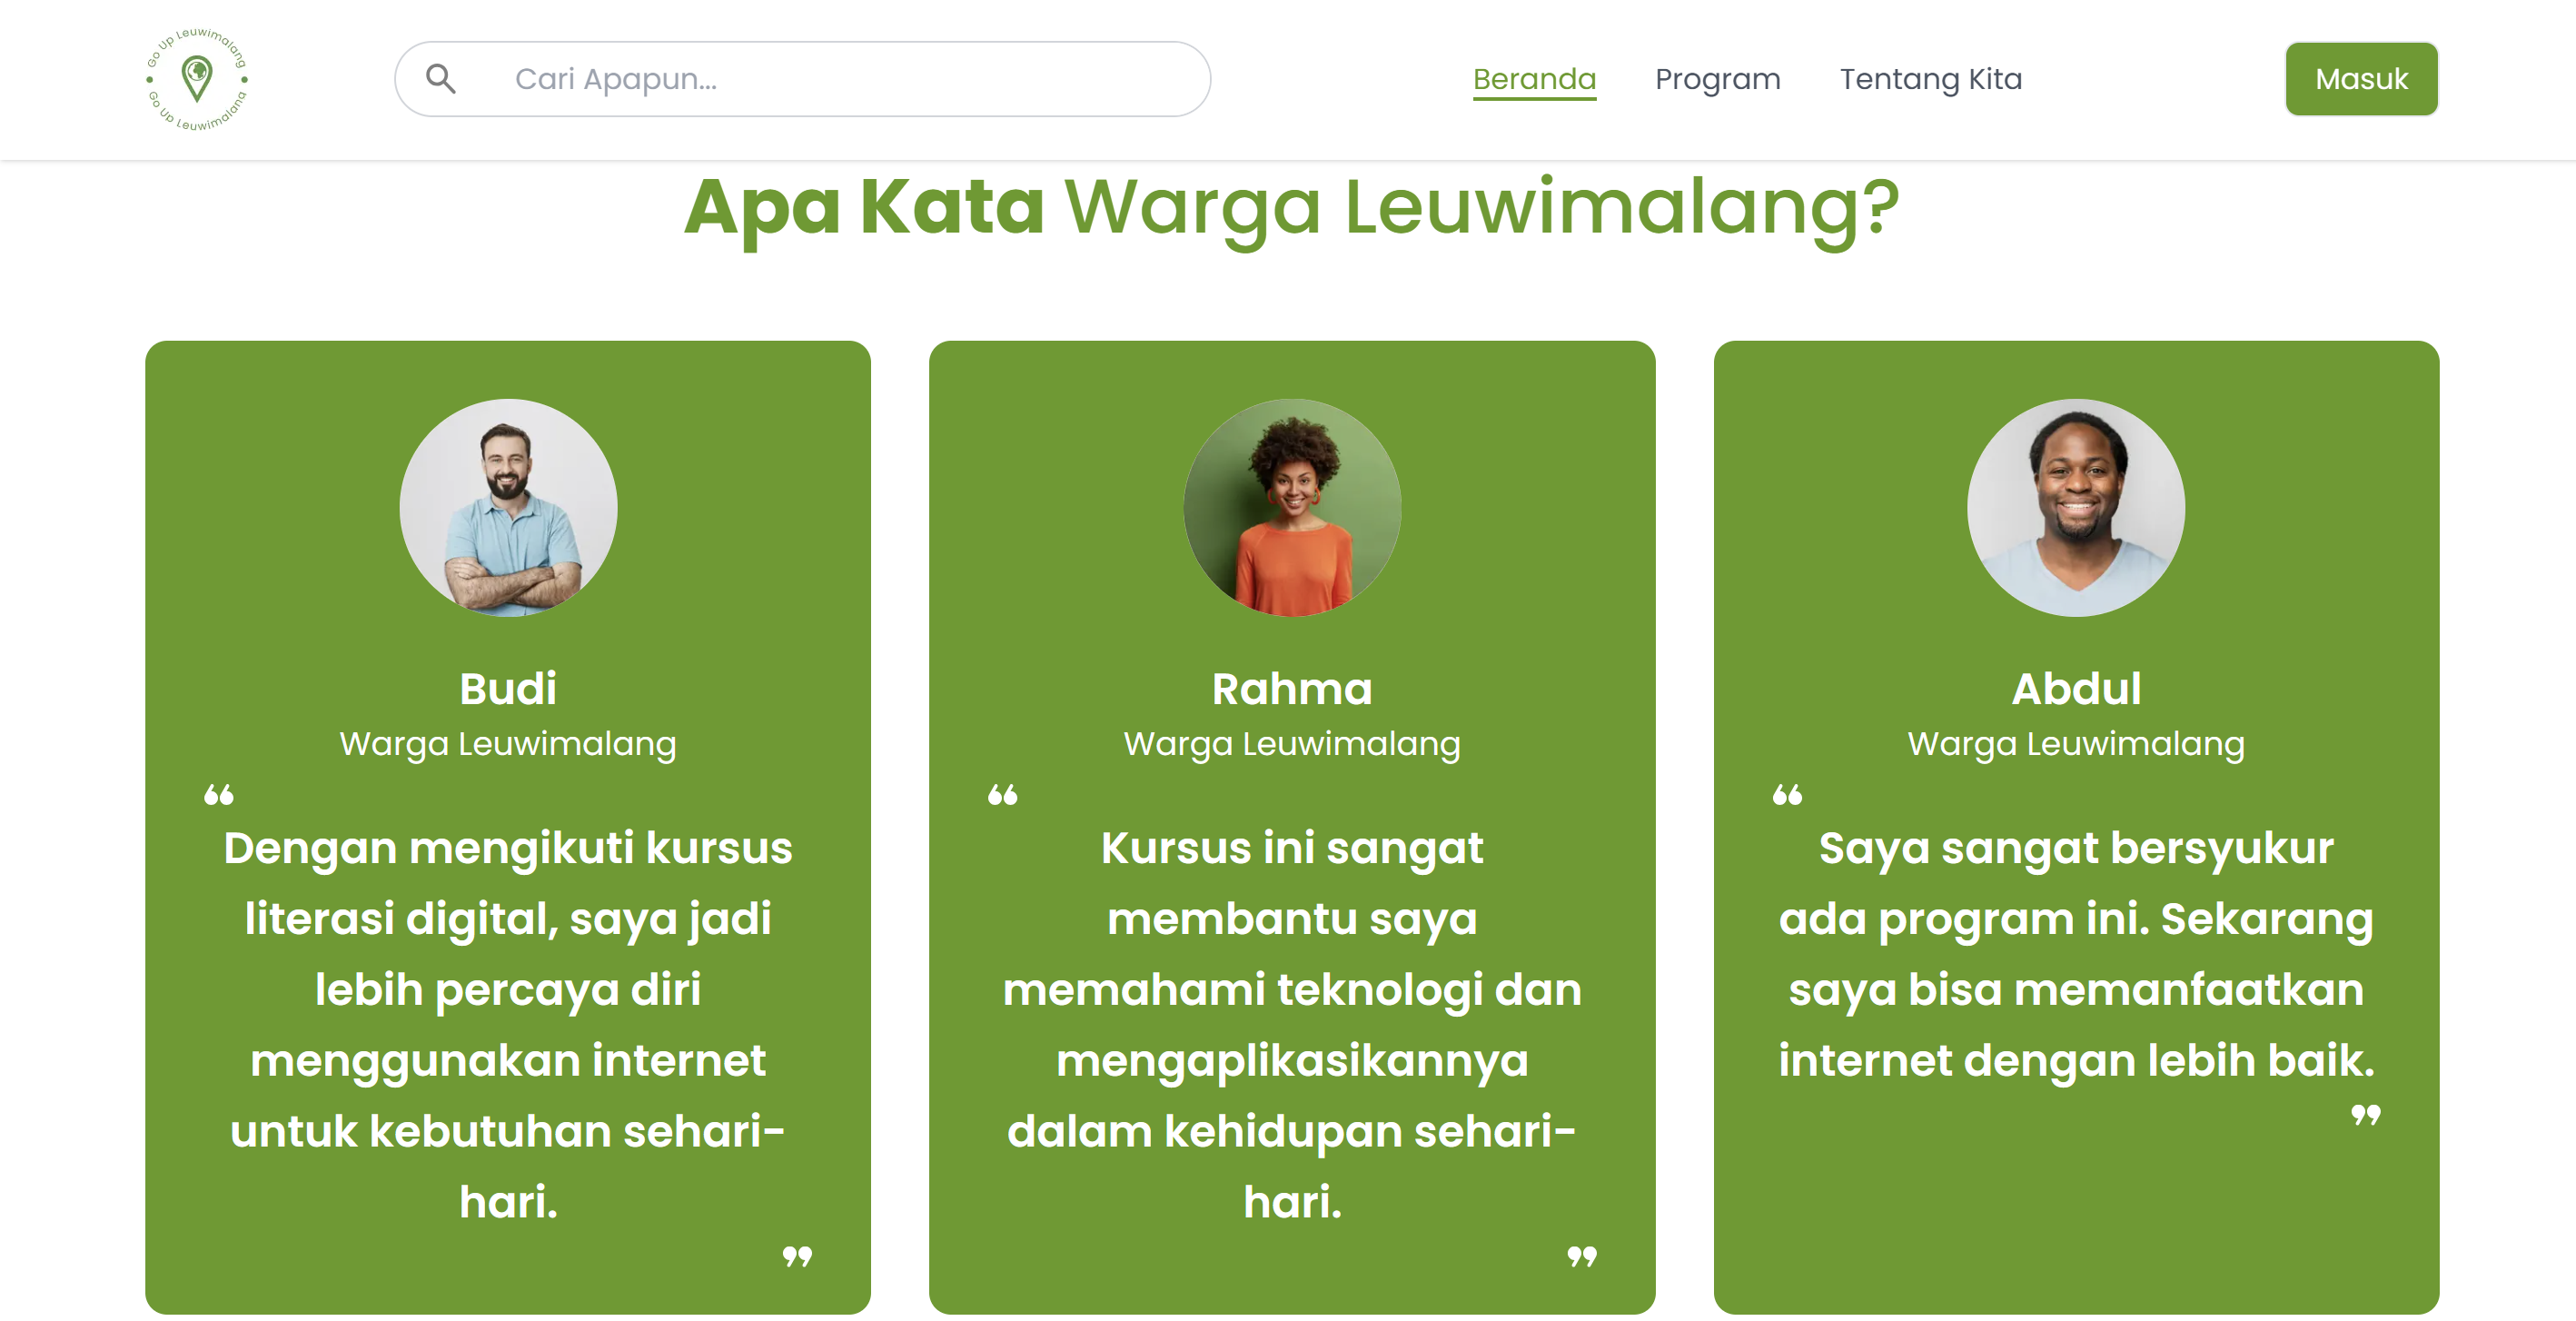 Go Up Leuwimalang
Go Up Leuwimalang
Cari Apapun...
Beranda
Program
Tentang Kita
Masuk
Apa Kata Warga Leuwimalang?
Budi
Warga Leuwimalang
“
Dengan mengikuti kursus
literasi digital, saya jadi
lebih percaya diri
menggunakan internet
untuk kebutuhan sehari-
hari.
”
Rahma
Warga Leuwimalang
“
Kursus ini sangat
membantu saya
memahami teknologi dan
mengaplikasikannya
dalam kehidupan sehari-
hari.
”
Abdul
Warga Leuwimalang
“
Saya sangat bersyukur
ada program ini. Sekarang
saya bisa memanfaatkan
internet dengan lebih baik.
”